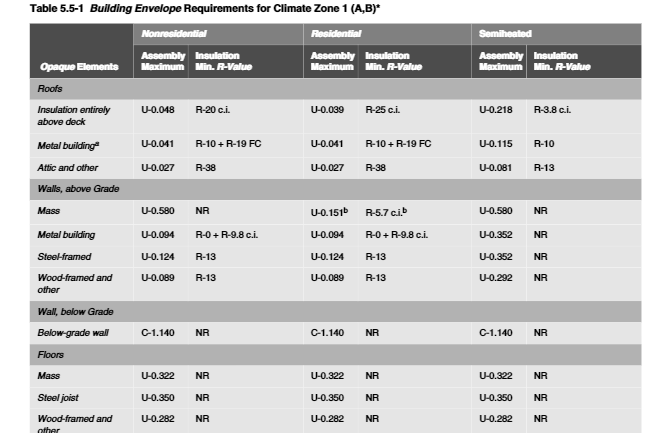 Table 5.5-1 Building Envelope Requirements for Climate Zone 1 (A,B)*
Nonresidential Residential Semiheated
Opaque Elements Assembly Maximum Insulation Min. R-Value Assembly Maximum Insulation Min. R-Value Assembly Maximum Insulation Min. R-Value
Roofs
Insulation entirely above deck U-0.048 R-20 c.i. U-0.039 R-25 c.i. U-0.218 R-3.8 c.i.
Metal buildingᵃ U-0.041 R-10 + R-19 FC U-0.041 R-10 + R-19 FC U-0.115 R-10
Attic and other U-0.027 R-38 U-0.027 R-38 U-0.081 R-13
Walls, above Grade
Mass U-0.580 NR U-0.151ᵇ R-5.7 c.i.ᵇ U-0.580 NR
Metal building U-0.094 R-0 + R-9.8 c.i. U-0.094 R-0 + R-9.8 c.i. U-0.352 NR
Steel-framed U-0.124 R-13 U-0.124 R-13 U-0.352 NR
Wood-framed and other U-0.089 R-13 U-0.089 R-13 U-0.292 NR
Wall, below Grade
Below-grade wall C-1.140 NR C-1.140 NR C-1.140 NR
Floors
Mass U-0.322 NR U-0.322 NR U-0.322 NR
Steel joist U-0.350 NR U-0.350 NR U-0.350 NR
Wood-framed and other U-0.282 NR U-0.282 NR U-0.282 NR